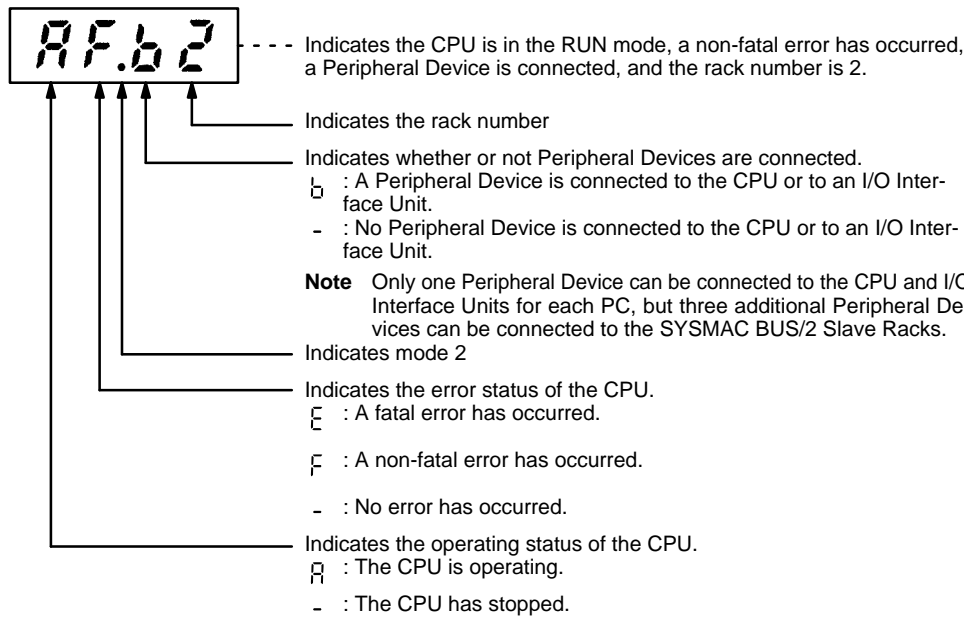 AF.b2
Indicates the CPU is in the RUN mode, a non-fatal error has occurred,
a Peripheral Device is connected, and the rack number is 2.
Indicates the rack number
Indicates whether or not Peripheral Devices are connected.
b : A Peripheral Device is connected to the CPU or to an I/O Inter-
face Unit.
- : No Peripheral Device is connected to the CPU or to an I/O Inter-
face Unit.
Note Only one Peripheral Device can be connected to the CPU and I/O
Interface Units for each PC, but three additional Peripheral De
vices can be connected to the SYSMAC BUS/2 Slave Racks.
Indicates mode 2
Indicates the error status of the CPU.
E : A fatal error has occurred.
F : A non-fatal error has occurred.
- : No error has occurred.
Indicates the operating status of the CPU.
A : The CPU is operating.
- : The CPU has stopped.